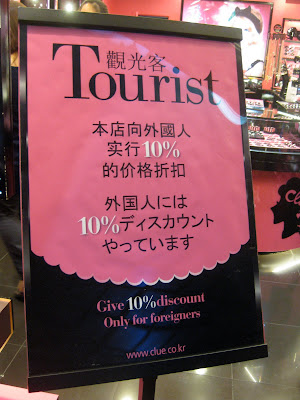 觀光客
Tourist
本店向外國人
实行10%
的价格折扣
外国人には
10%ディスカウント
やっています
Give 10% discount
Only for foreigners
www.clue.co.kr